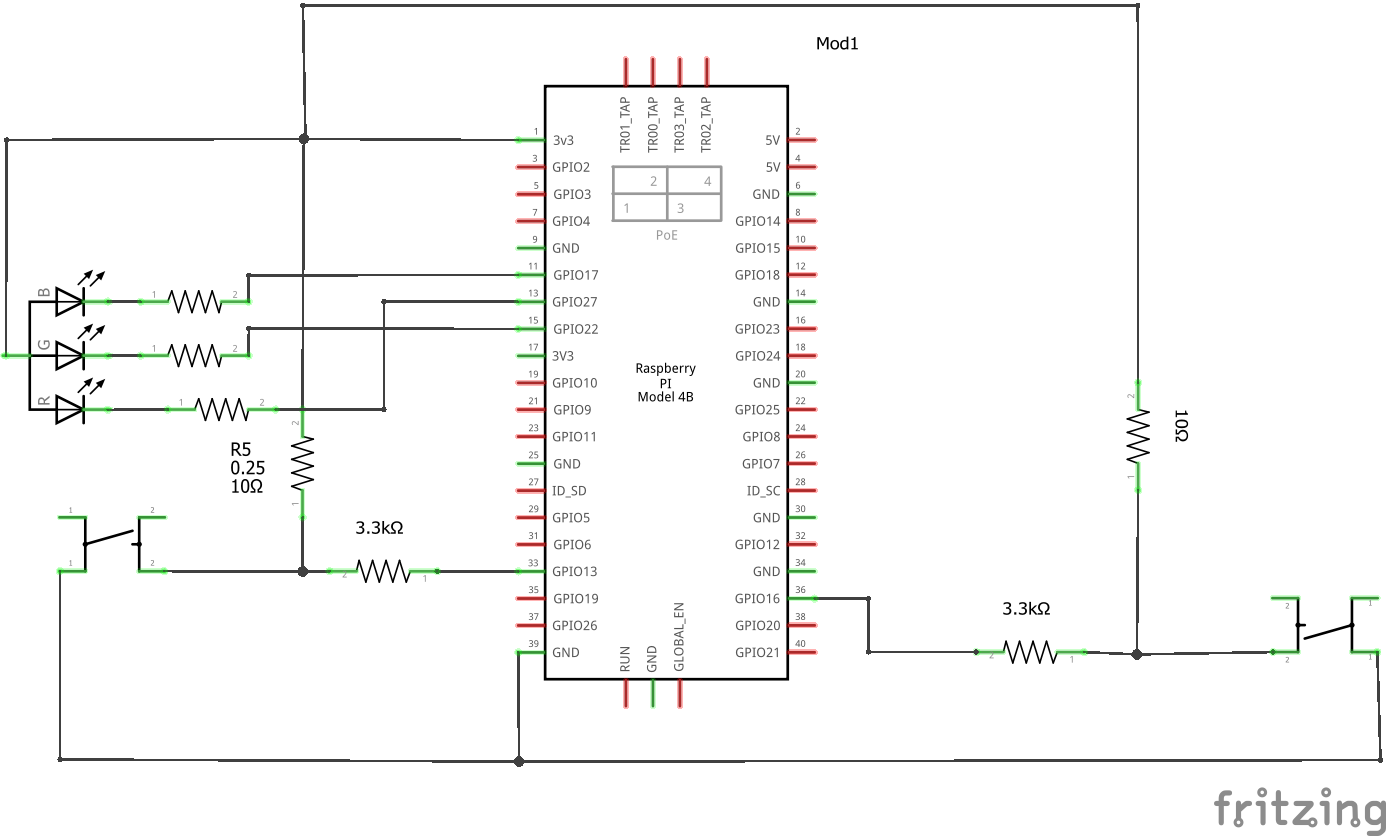 Mod1
TR01_TAP
TR00_TAP
TR03_TAP
TR02_TAP
1
3v3
5V
2
3
GPIO2
5V
4
5
GPIO3
GND
6
7
GPIO4
GPIO14
8
9
GND
GPIO15
10
11
GPIO17
GPIO18
12
13
GPIO27
GND
14
15
GPIO22
GPIO23
16
17
3V3
GPIO24
18
19
GPIO10
GND
20
21
GPIO9
GPIO25
22
23
GPIO11
GPIO8
24
25
GND
GPIO7
26
27
ID_SD
ID_SC
28
29
GPIO5
GND
30
31
GPIO6
GPIO12
32
33
GPIO13
GND
34
35
GPIO19
GPIO16
36
37
GPIO26
GPIO20
38
39
GND
GPIO21
40
2
4
1
3
PoE
Raspberry
PI
Model 4B
RUN
GND
GLOBAL_EN
B
1
2
G
1
2
R
1
2
2
R5
0.25
10Ω
1
1
2
1
2
3.3kΩ
2
1
2
10Ω
1
3.3kΩ
2
1
2
1
2
1
fritzing